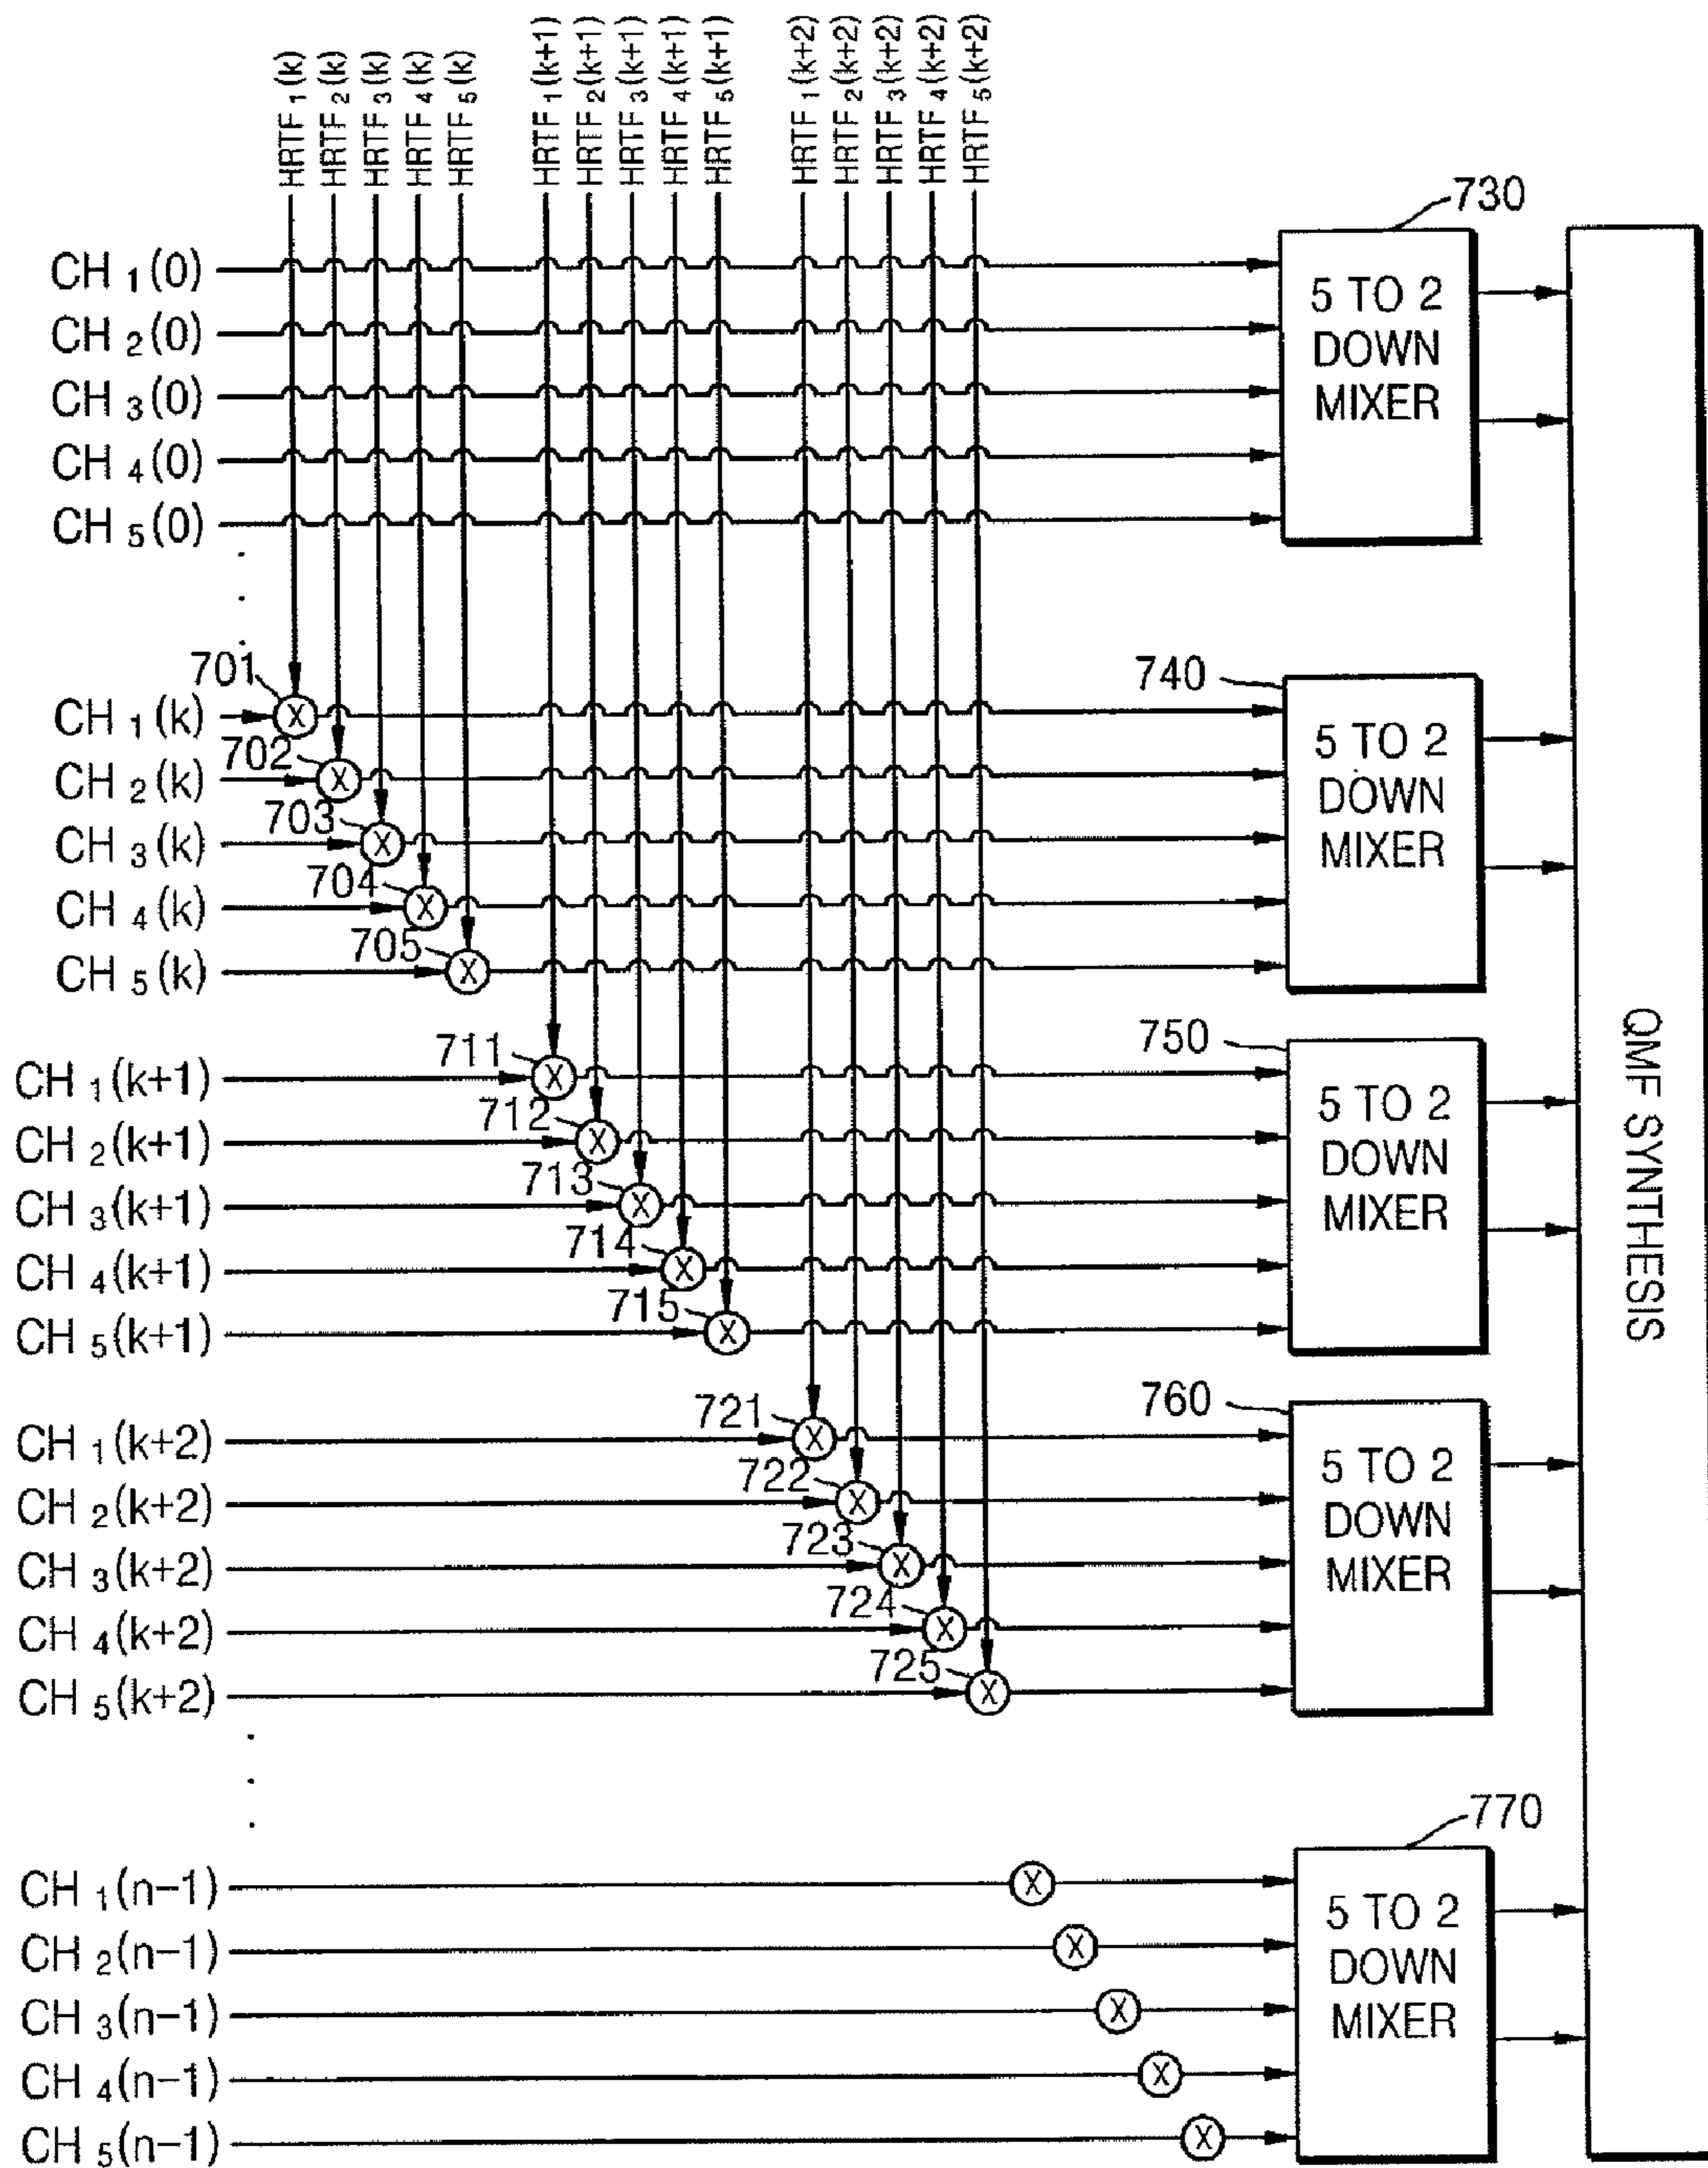 HRTF 1 (k)
HRTF 2 (k)
HRTF 3 (k)
HRTF 4 (k)
HRTF 5 (k)
HRTF 1 (k+1)
HRTF 2 (k+1)
HRTF 3 (k+1)
HRTF 4 (k+1)
HRTF 5 (k+1)
HRTF 1 (k+2)
HRTF 2 (k+2)
HRTF 3 (k+2)
HRTF 4 (k+2)
HRTF 5 (k+2)
730
CH 1 (0)
CH 2 (0)
CH 3 (0)
CH 4 (0)
CH 5 (0)
5 TO 2
DOWN
MIXER
701
CH 1 (k)
X
702
CH 2 (k)
X
703
CH 3 (k)
X
704
CH 4 (k)
X
705
CH 5 (k)
X
740
5 TO 2
DOWN
MIXER
711
CH 1 (k+1)
X
712
CH 2 (k+1)
X
713
CH 3 (k+1)
X
714
CH 4 (k+1)
X
715
CH 5 (k+1)
X
750
5 TO 2
DOWN
MIXER
QMF SYNTHESIS
721
CH 1 (k+2)
X
722
CH 2 (k+2)
X
723
CH 3 (k+2)
X
724
CH 4 (k+2)
X
725
CH 5 (k+2)
X
760
5 TO 2
DOWN
MIXER
770
CH 1 (n-1)
X
CH 2 (n-1)
X
CH 3 (n-1)
X
CH 4 (n-1)
X
CH 5 (n-1)
X
5 TO 2
DOWN
MIXER